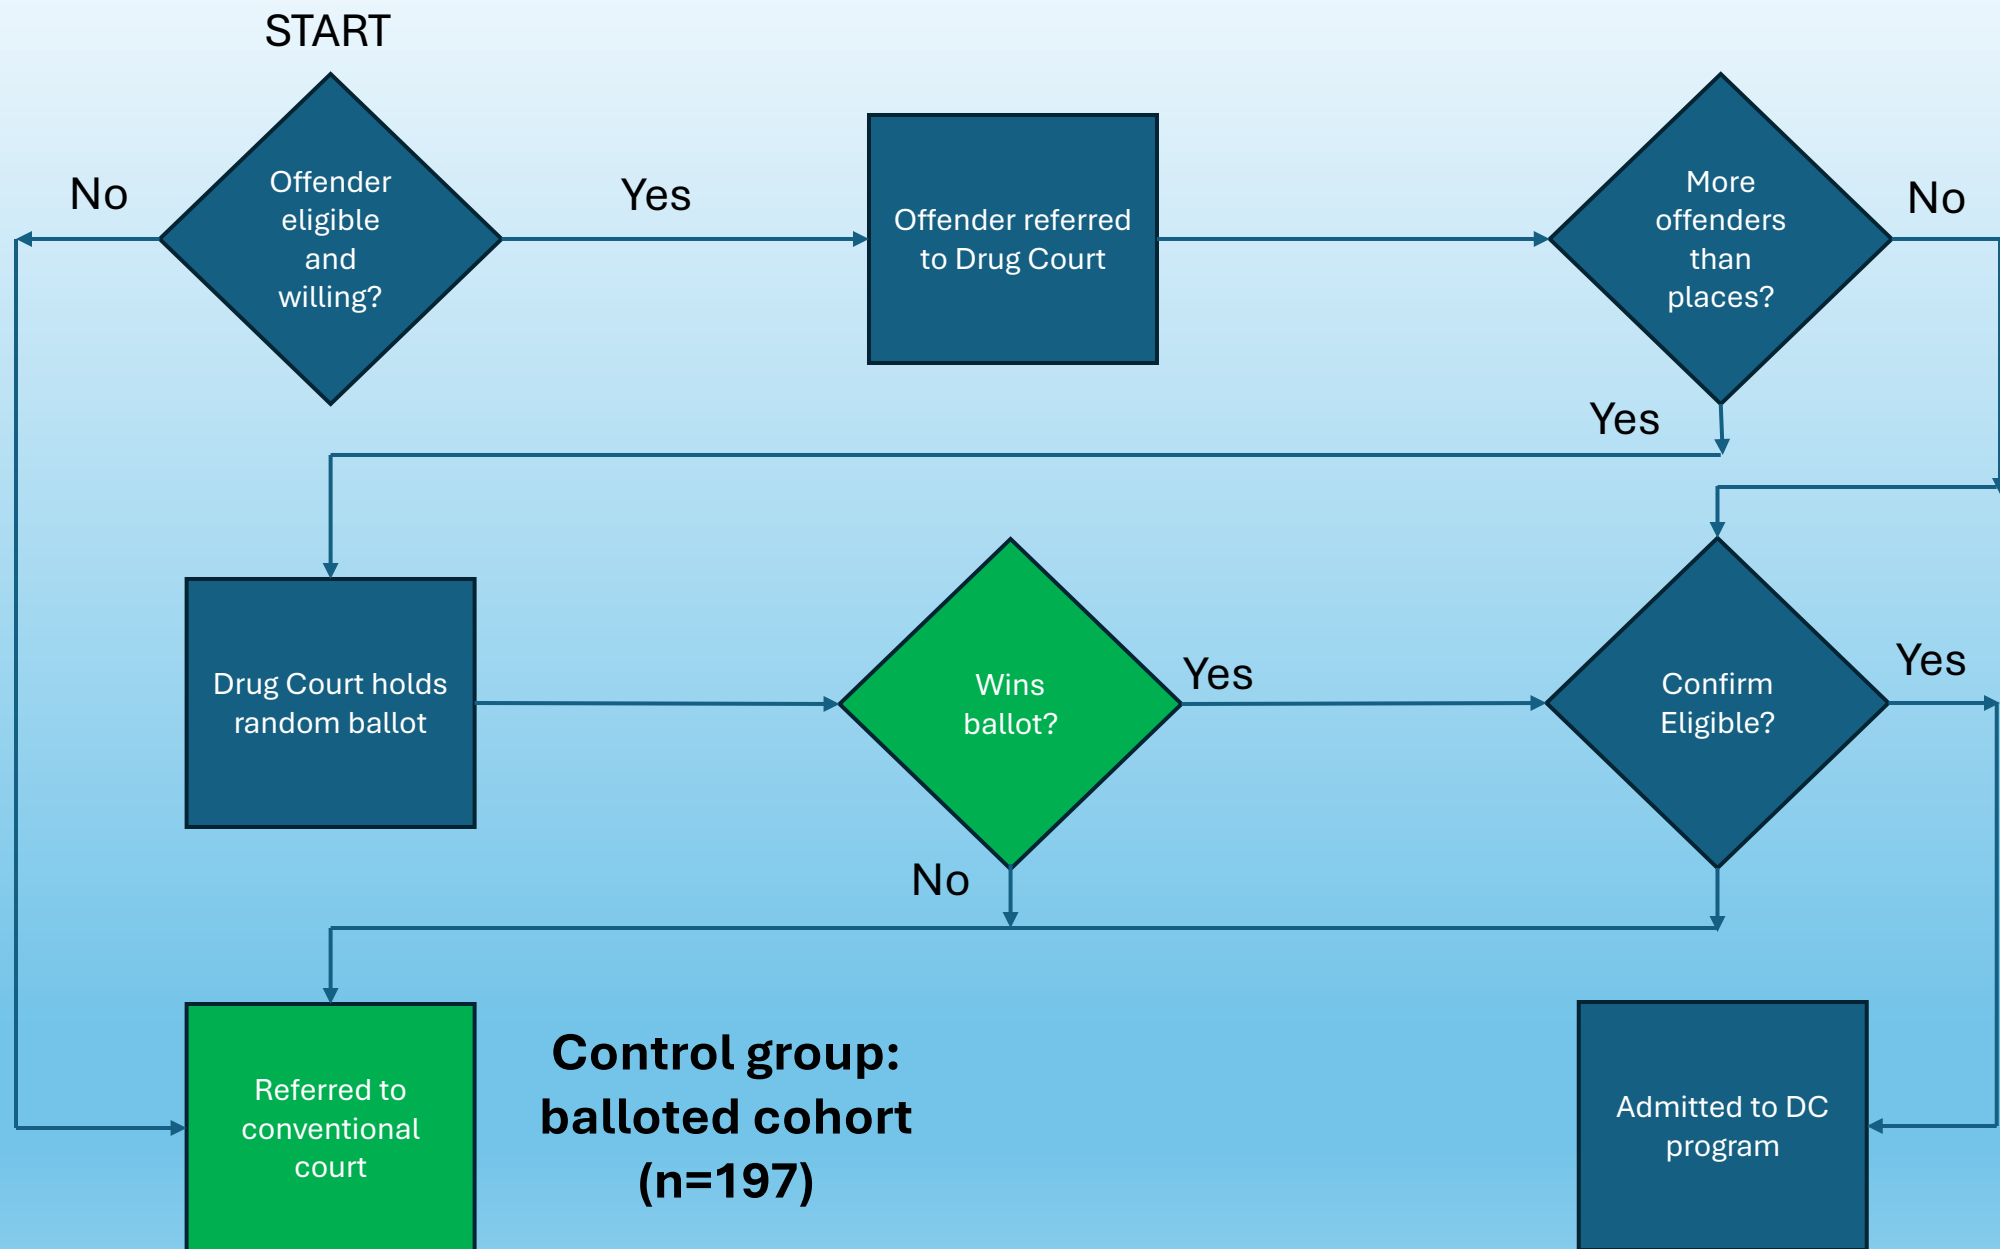 START
No
Offender
eligible
and
willing?
Yes
Offender referred
to Drug Court
More
offenders
than
places?
No
Yes
Drug Court holds
random ballot
Wins
ballot?
Yes
Confirm
Eligible?
Yes
No
Referred to
conventional
court
Control group:
balloted cohort
(n=197)
Admitted to DC
program